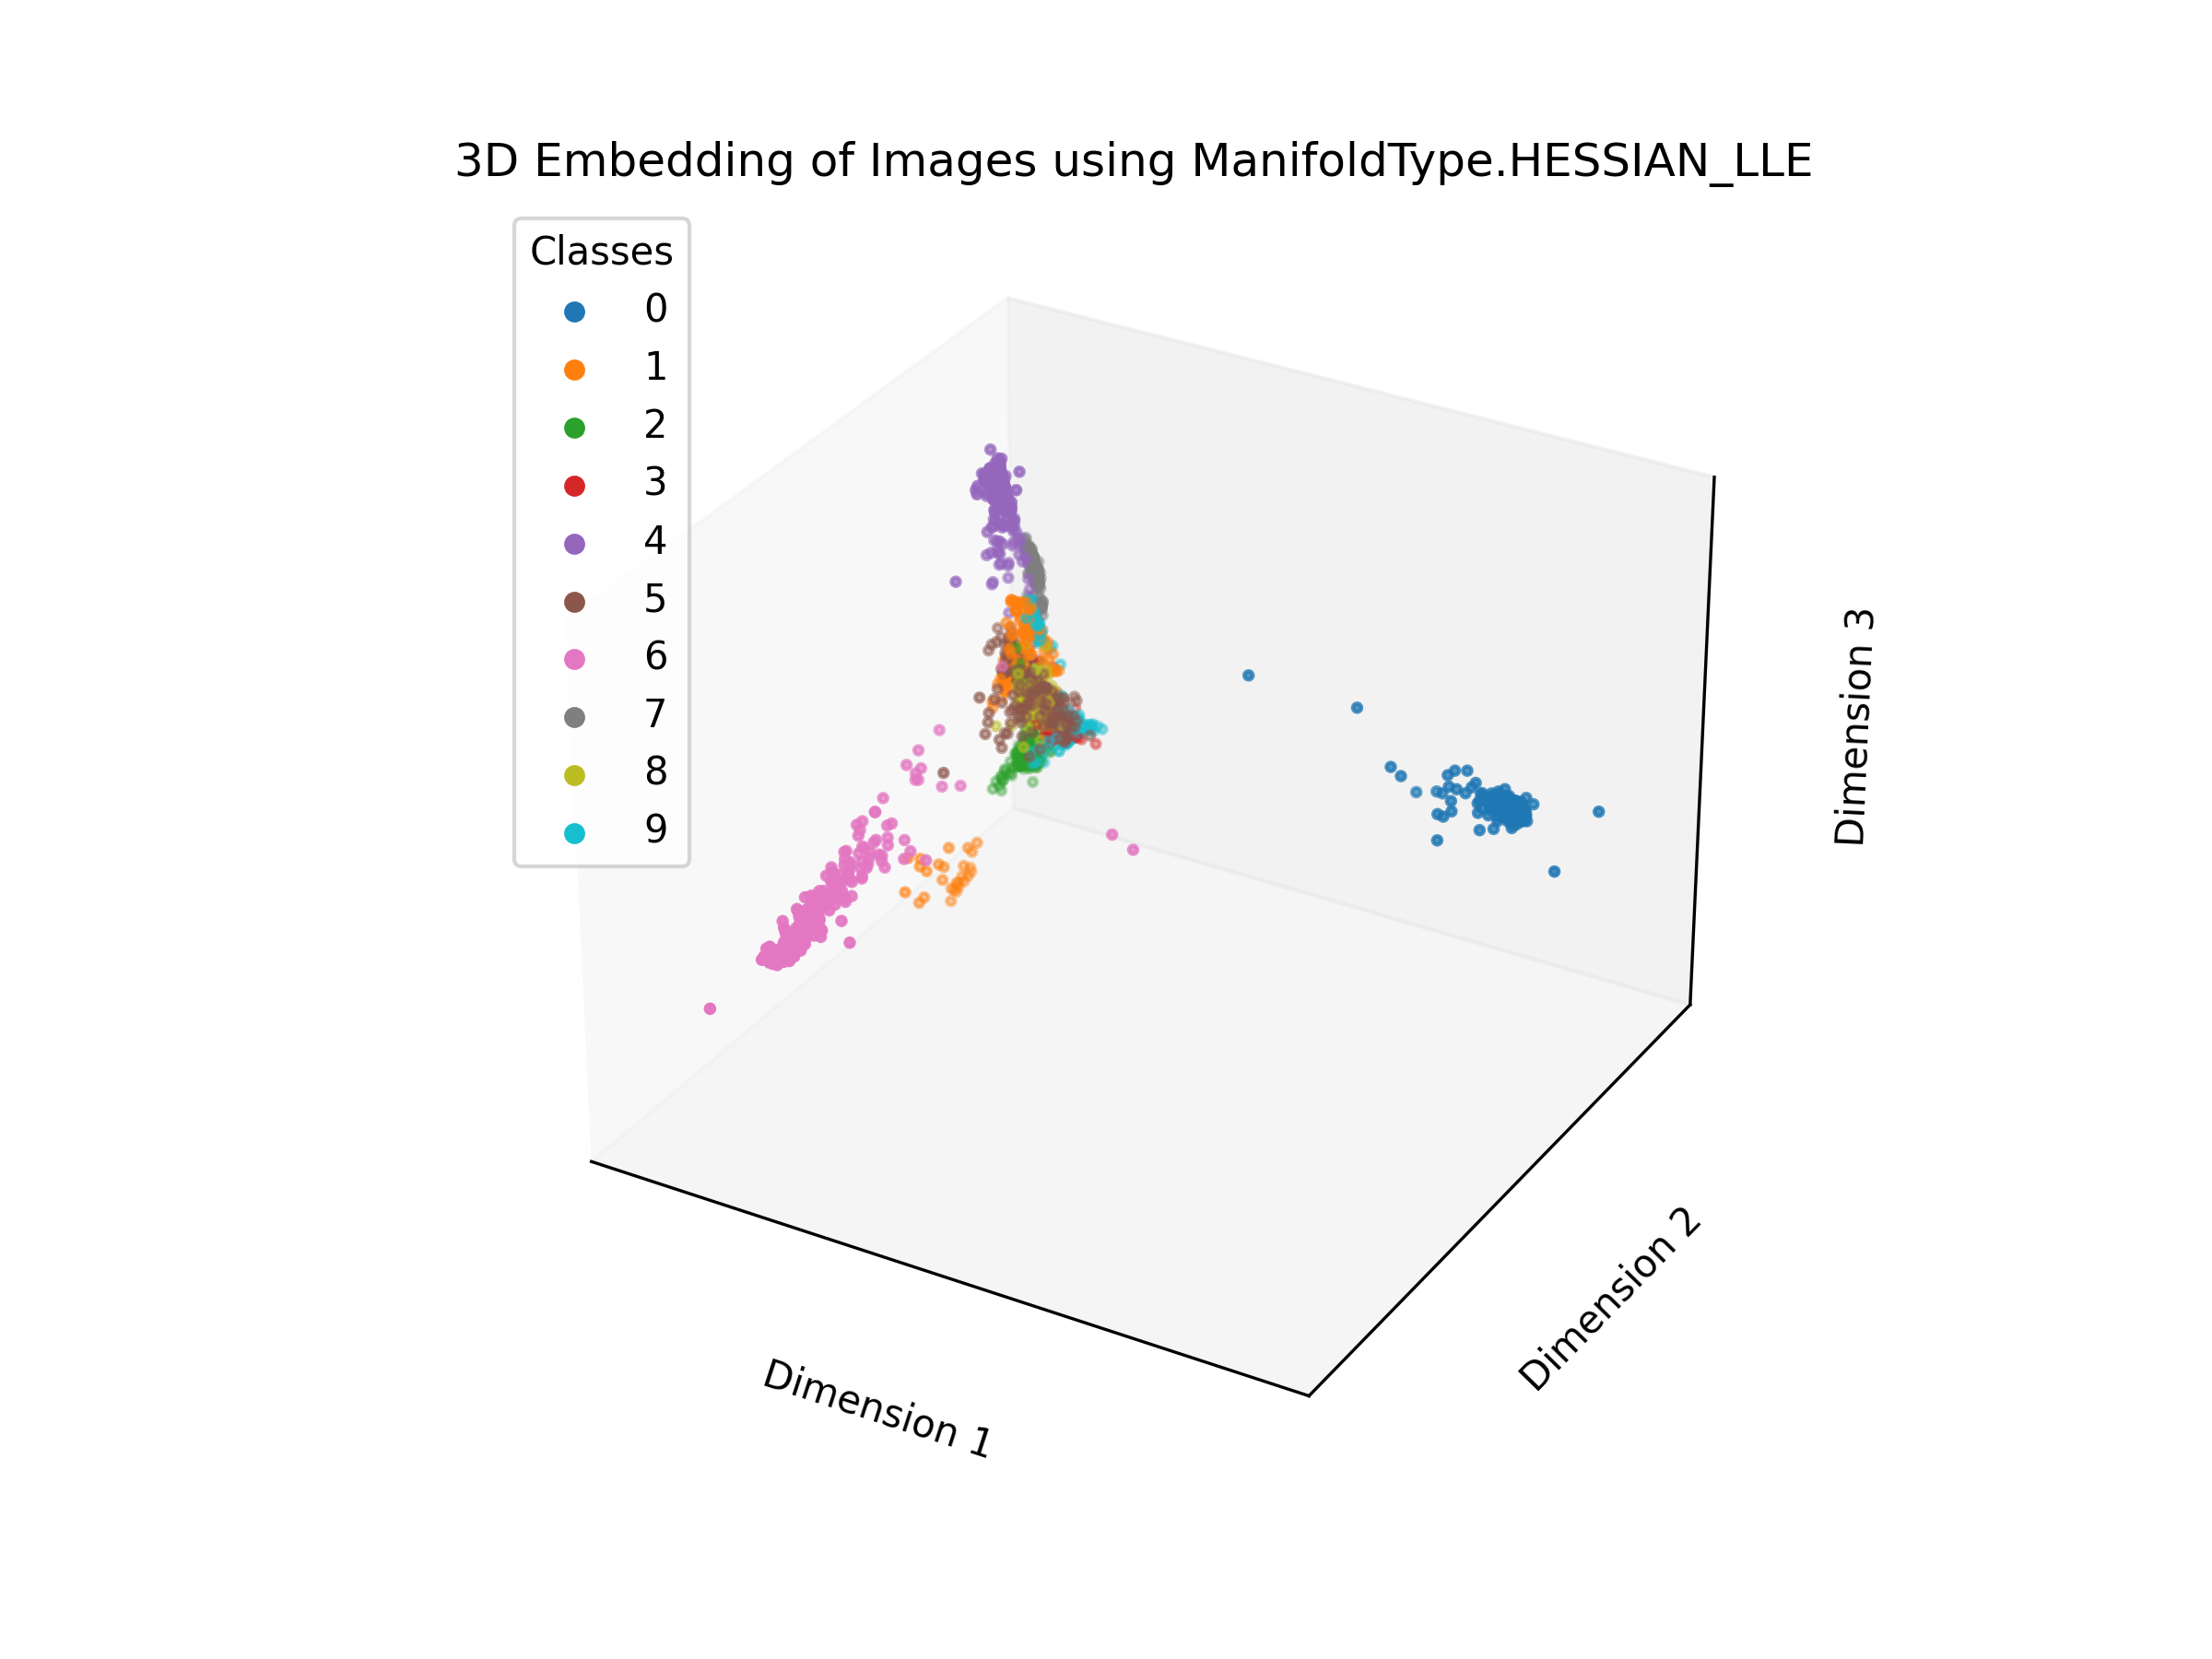 3D Embedding of Images using ManifoldType.HESSIAN_LLE
Classes
0
1
2
3
4
5
6
7
8
9
Dimension 3
Dimension 2
Dimension 1